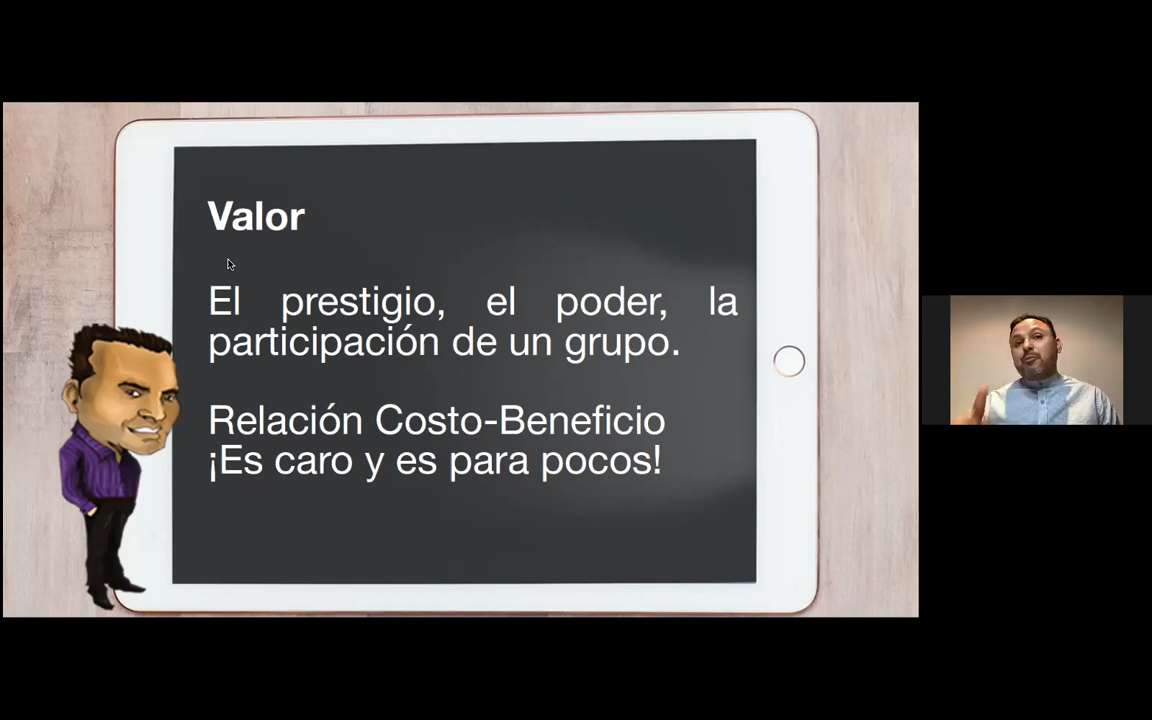 Valor
El prestigio, el poder, la
participación de un grupo.
Relación Costo-Beneficio
¡Es caro y es para pocos!